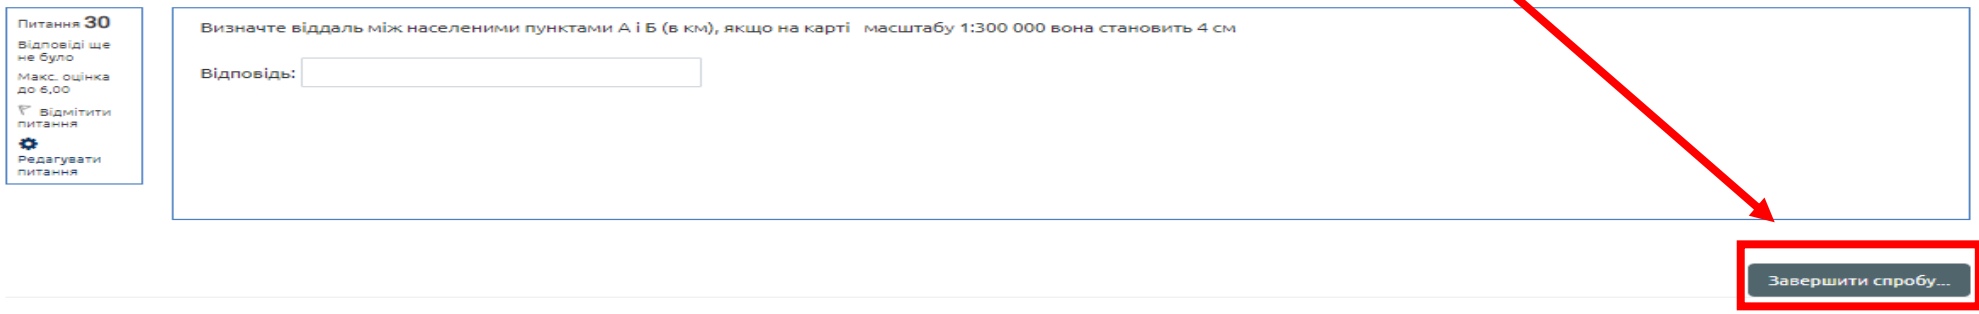 Питання 30
Відповіді ще
не було
Макс. оцінка
до 6,00
Відмітити
питання
Редагувати
питання
Визначте віддаль між населеними пунктами А і Б (в км), якщо на карті масштабу 1:300 000 вона становить 4 см
Відповідь:
Завершити спробу...